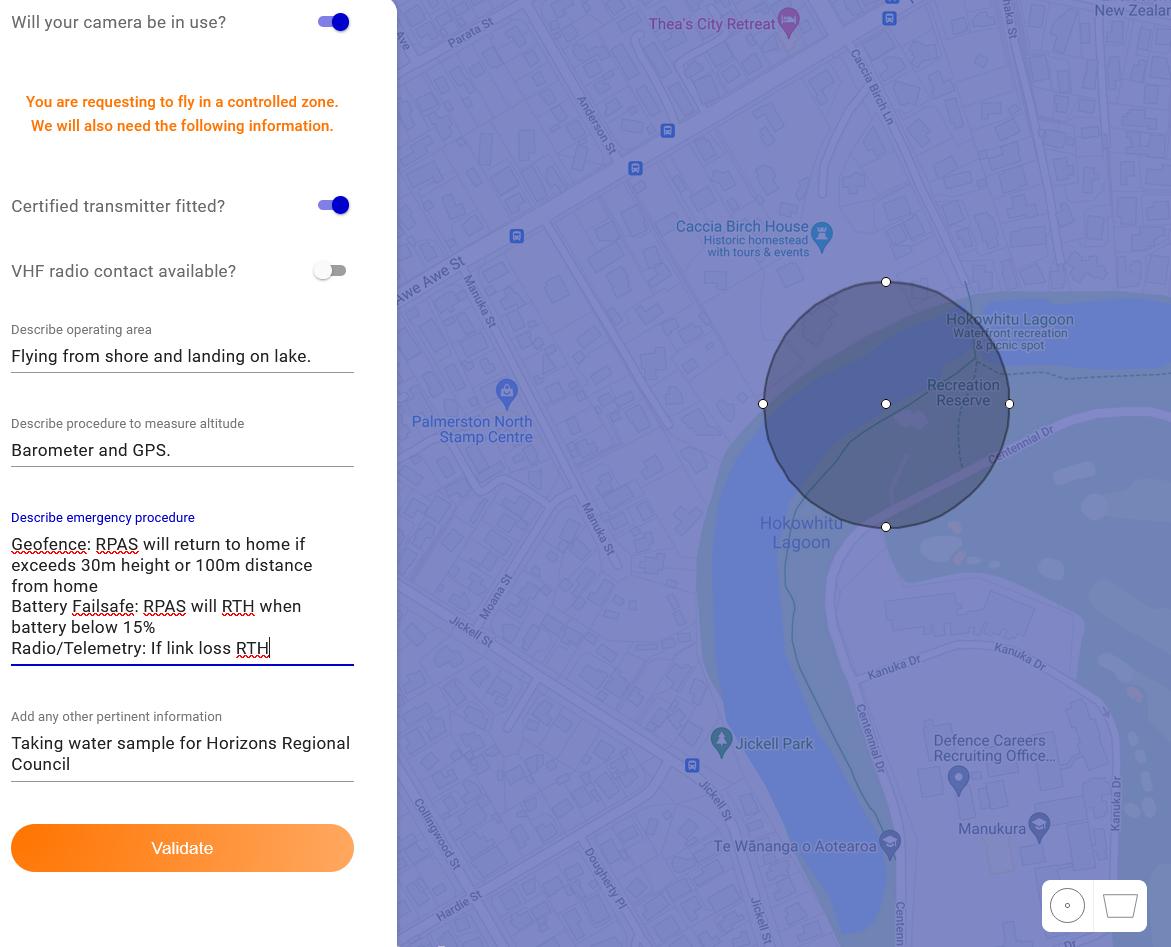 Will your camera be in use?
You are requesting to fly in a controlled zone.
We will also need the following information.
Certified transmitter fitted?
VHF radio contact available?
Describe operating area
Flying from shore and landing on lake.
Describe procedure to measure altitude
Barometer and GPS.
Describe emergency procedure
Geofence: RPAS will return to home if
exceeds 30m height or 100m distance
from home
Battery Failsafe: RPAS will RTH when
battery below 15%
Radio/Telemetry: If link loss RTH
Add any other pertinent information
Taking water sample for Horizons Regional
Council
Validate
Ave
Parata St
Thea's City Retreat
New Zealan
Anderson St
Caccia Birch Ln
Caccia Birch House
Historic homestead
with tours & events
Awe Awe St
Manuka St
Hokowhitu Lagoon
Waterfront recreation
& picnic spot
Recreation
Reserve
Palmerston North
Stamp Centre
Centennial Dr
Hokowhitu
Lagoon
Manuka St
Moana St
Jickell St
Kanuka Dr
Kanuka Dr
Centennial Dr
Jickell Park
Defence Careers
Recruiting Office...
Jickell St
Kanuka Dr
Manukura
Te Wānanga o Aotearoa
Collingwood St
Dougherty Pl
Hardie St
Jickell St
Centenn